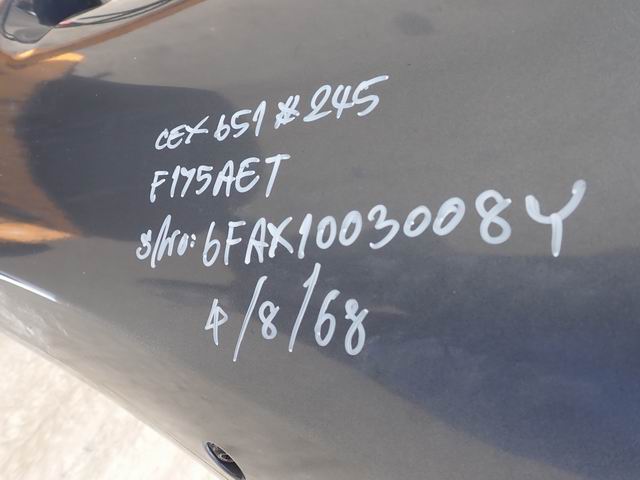 CEX 651 * 245
F175AET
S/No: 6FAX1003008Y
4/8/68